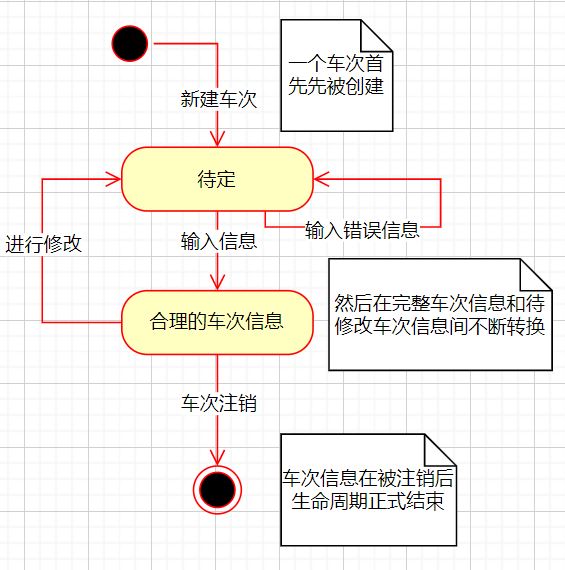 一个车次首
先先被创建
新建车次
待定
进行修改
输入信息
输入错误信息
合理的车次信息
然后在完整车次信息和待
修改车次信息间不断转换
车次注销
车次信息在被注销后
生命周期正式结束